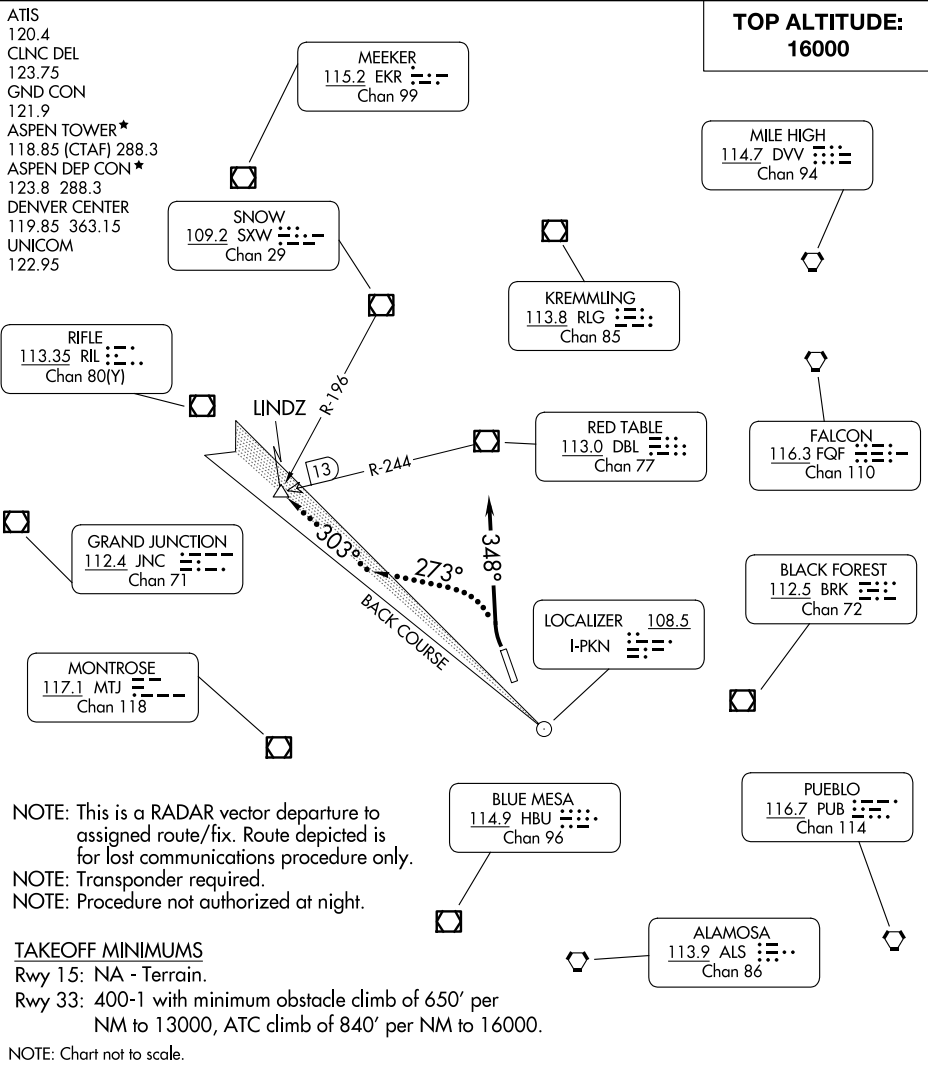 ATIS
120.4
CLNC DEL
123.75
GND CON
121.9
ASPEN TOWER★
118.85 (CTAF) 288.3
ASPEN DEP CON★
123.8 288.3
DENVER CENTER
119.85 363.15
UNICOM
122.95
TOP ALTITUDE:
16000
MEEKER
115.2 EKR
Chan 99
MILE HIGH
114.7 DVV
Chan 94
SNOW
109.2 SXW
Chan 29
KREMMLING
113.8 RLG
Chan 85
RIFLE
113.35 RIL
Chan 80(Y)
R-196
LINDZ
13
R-244
RED TABLE
113.0 DBL
Chan 77
FALCON
116.3 FQF
Chan 110
GRAND JUNCTION
112.4 JNC
Chan 71
303°
273°
348°
BACK COURSE
BLACK FOREST
112.5 BRK
Chan 72
LOCALIZER 108.5
I-PKN
MONTROSE
117.1 MTJ
Chan 118
BLUE MESA
114.9 HBU
Chan 96
PUEBLO
116.7 PUB
Chan 114
ALAMOSA
113.9 ALS
Chan 86
NOTE: This is a RADAR vector departure to
assigned route/fix. Route depicted is
for lost communications procedure only.
NOTE: Transponder required.
NOTE: Procedure not authorized at night.
TAKEOFF MINIMUMS
Rwy 15: NA - Terrain.
Rwy 33: 400-1 with minimum obstacle climb of 650' per
NM to 13000, ATC climb of 840' per NM to 16000.
NOTE: Chart not to scale.